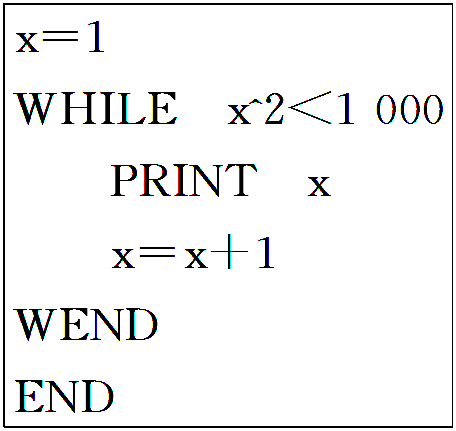 x＝1
WHILE x^2＜1 000
PRINT x
x＝x＋1
WEND
END